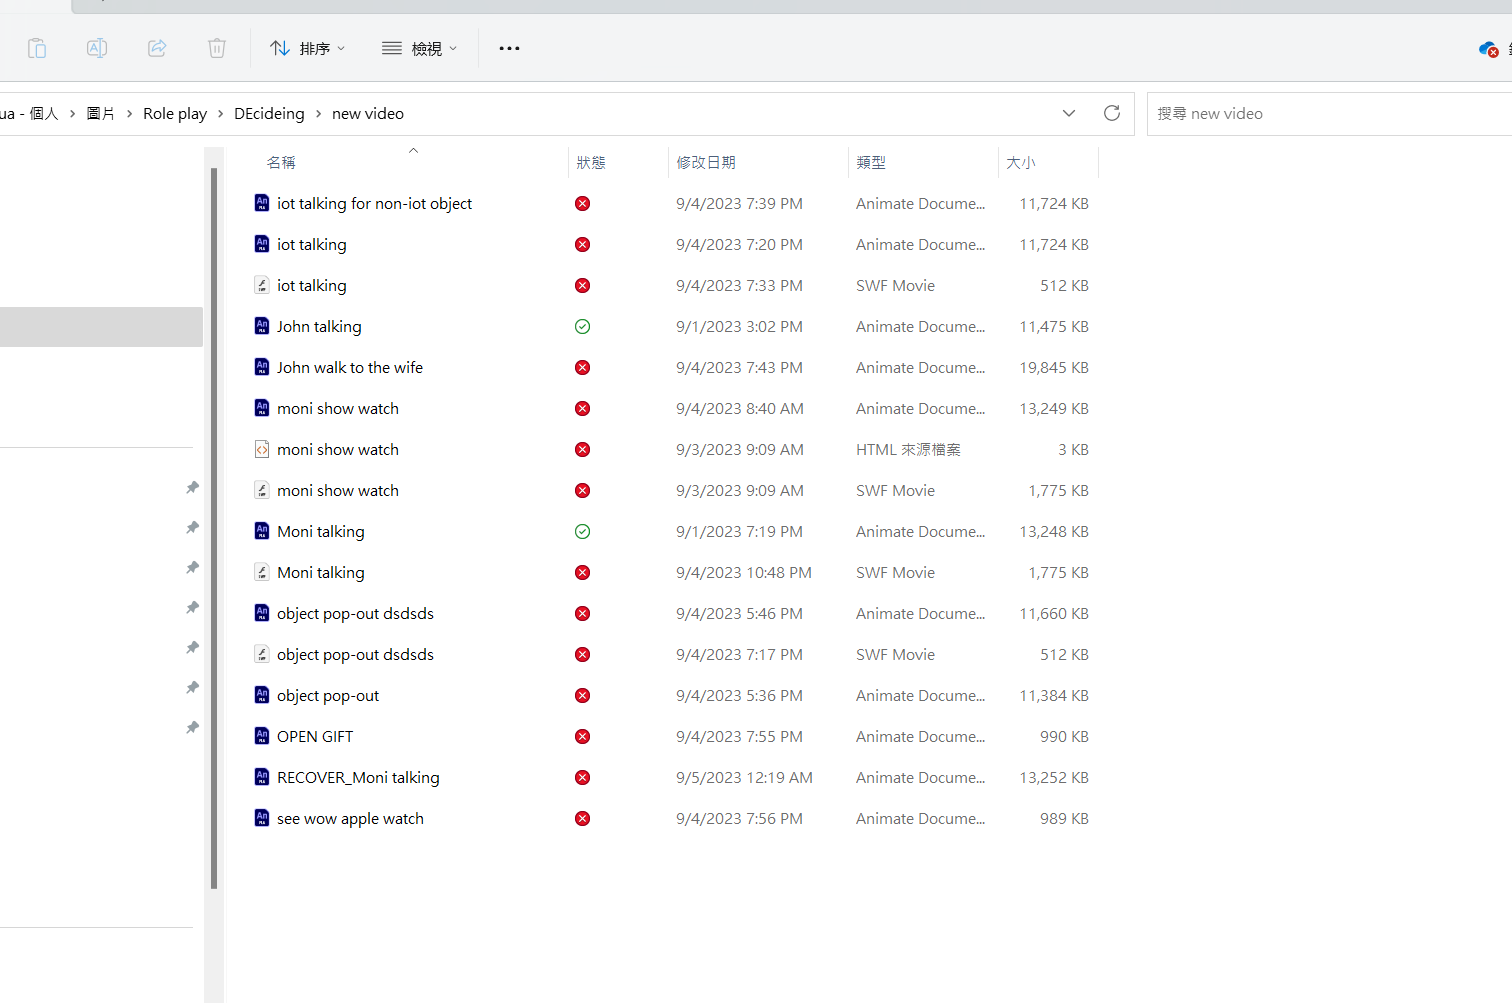 排序 檢視
ua - 個人 > 圖片 > Role play > DEcideing > new video 搜尋 new video
名稱 狀態 修改日期 類型 大小
iot talking for non-iot object 9/4/2023 7:39 PM Animate Docume... 11,724 KB
iot talking 9/4/2023 7:20 PM Animate Docume... 11,724 KB
iot talking 9/4/2023 7:33 PM SWF Movie 512 KB
John talking 9/1/2023 3:02 PM Animate Docume... 11,475 KB
John walk to the wife 9/4/2023 7:43 PM Animate Docume... 19,845 KB
moni show watch 9/4/2023 8:40 AM Animate Docume... 13,249 KB
moni show watch 9/3/2023 9:09 AM HTML 來源檔案 3 KB
moni show watch 9/3/2023 9:09 AM SWF Movie 1,775 KB
Moni talking 9/1/2023 7:19 PM Animate Docume... 13,248 KB
Moni talking 9/4/2023 10:48 PM SWF Movie 1,775 KB
object pop-out dsdsds 9/4/2023 5:46 PM Animate Docume... 11,660 KB
object pop-out dsdsds 9/4/2023 7:17 PM SWF Movie 512 KB
object pop-out 9/4/2023 5:36 PM Animate Docume... 11,384 KB
OPEN GIFT 9/4/2023 7:55 PM Animate Docume... 990 KB
RECOVER_Moni talking 9/5/2023 12:19 AM Animate Docume... 13,252 KB
see wow apple watch 9/4/2023 7:56 PM Animate Docume... 989 KB